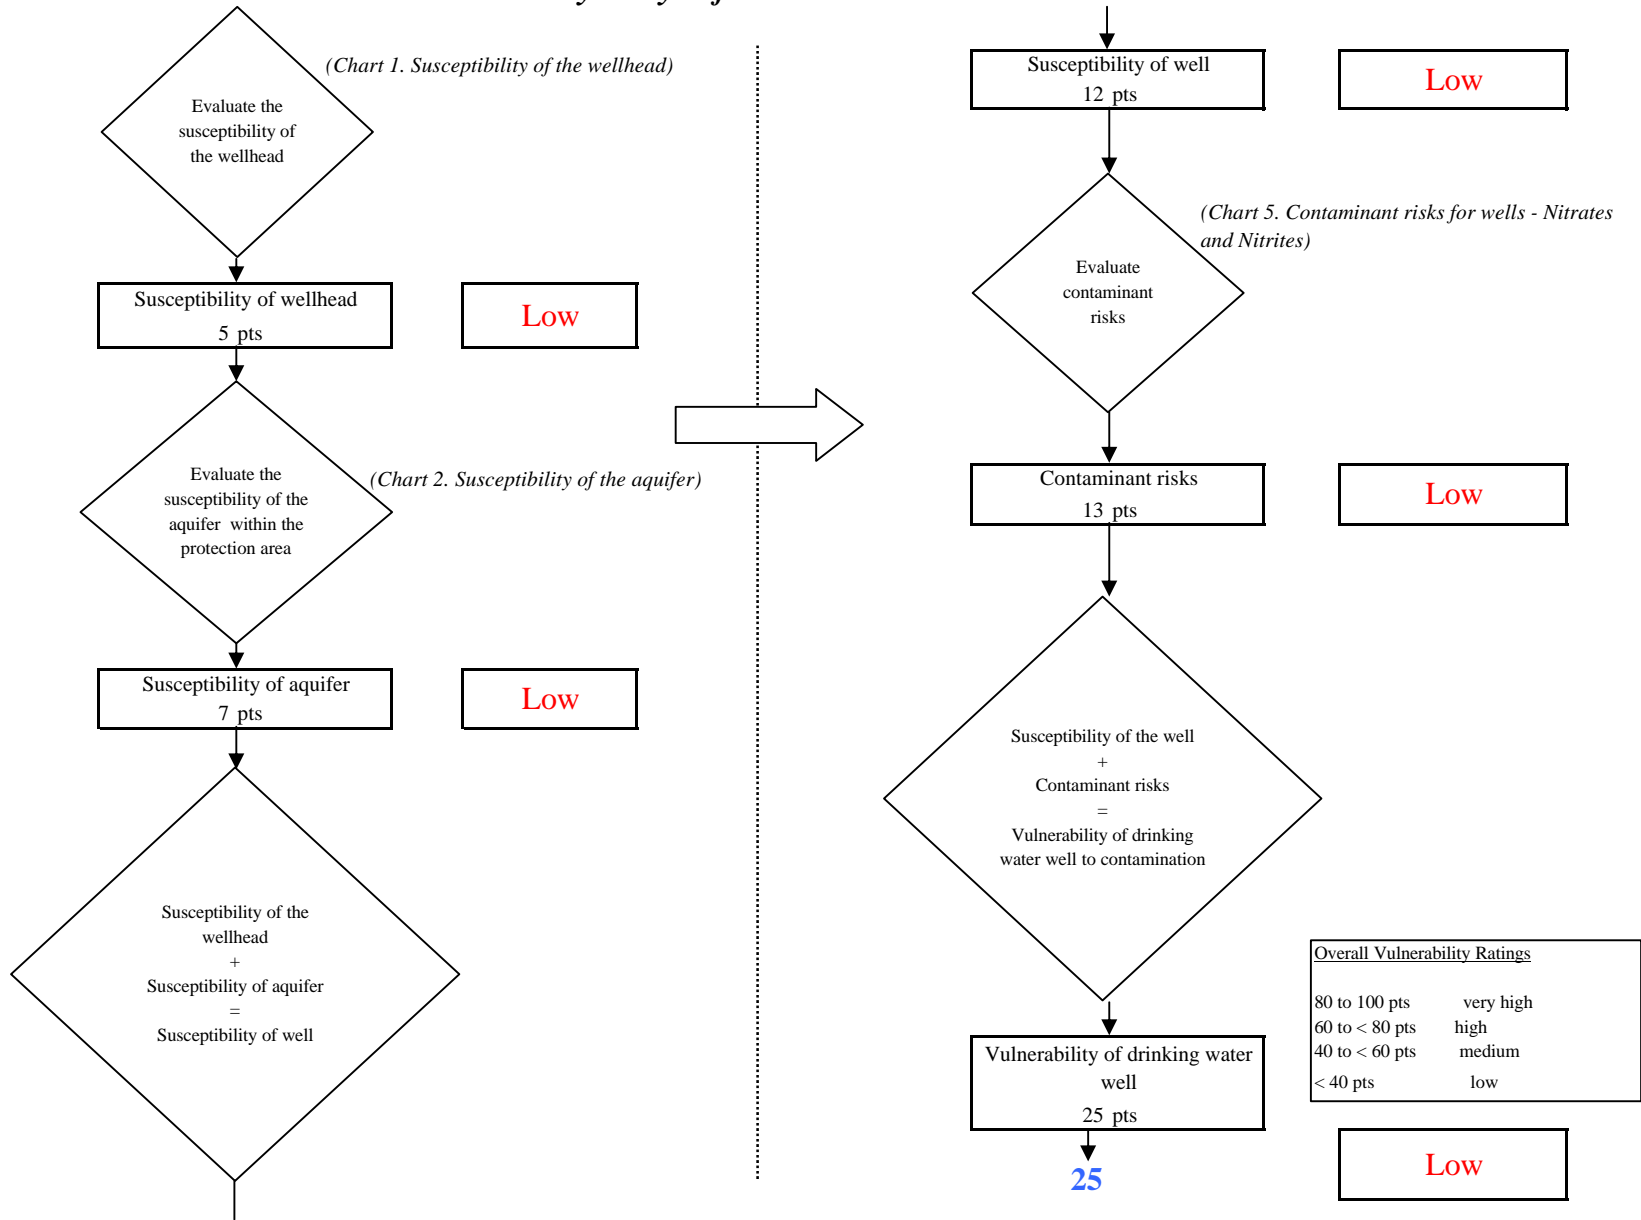 (Chart 1. Susceptibility of the wellhead)
Evaluate the
susceptibility of
the wellhead
Susceptibility of wellhead
5 pts
Low
Evaluate the
susceptibility of the
aquifer within the
protection area
(Chart 2. Susceptibility of the aquifer)
Susceptibility of aquifer
7 pts
Low
Susceptibility of the
wellhead
+
Susceptibility of aquifer
=
Susceptibility of well
Susceptibility of well
12 pts
Low
(Chart 5. Contaminant risks for wells - Nitrates
and Nitrites)
Evaluate
contaminant
risks
Contaminant risks
13 pts
Low
Susceptibility of the well
+
Contaminant risks
=
Vulnerability of drinking
water well to contamination
Overall Vulnerability Ratings
80 to 100 pts very high
60 to < 80 pts high
40 to < 60 pts medium
< 40 pts low
Vulnerability of drinking water
well
25 pts
25
Low